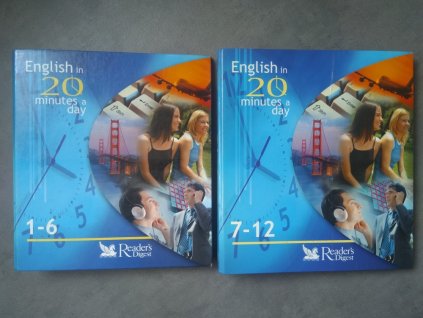 English in
20
minutes a
day
1-6
Reader's
Digest
English in
20
minutes a
day
7-12
Reader's
Digest